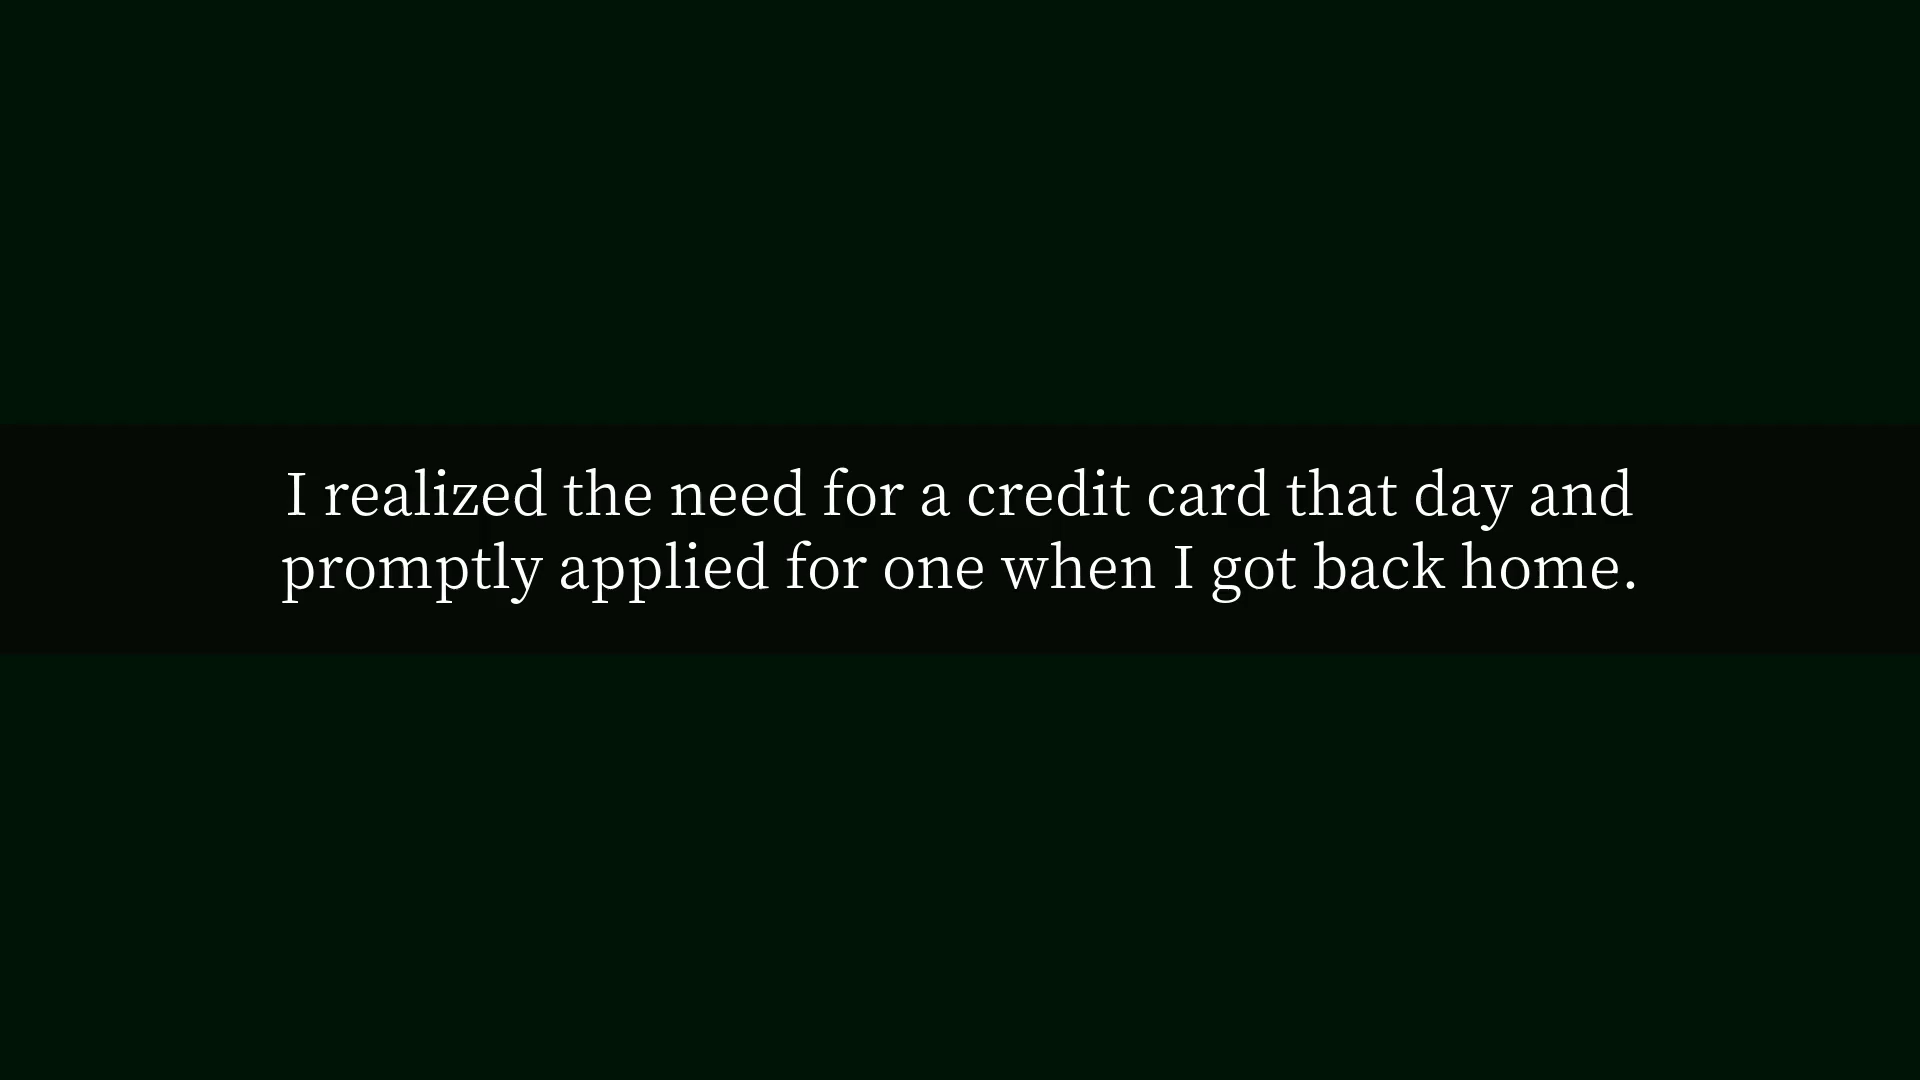 I realized the need for a credit card that day and
promptly applied for one when I got back home.